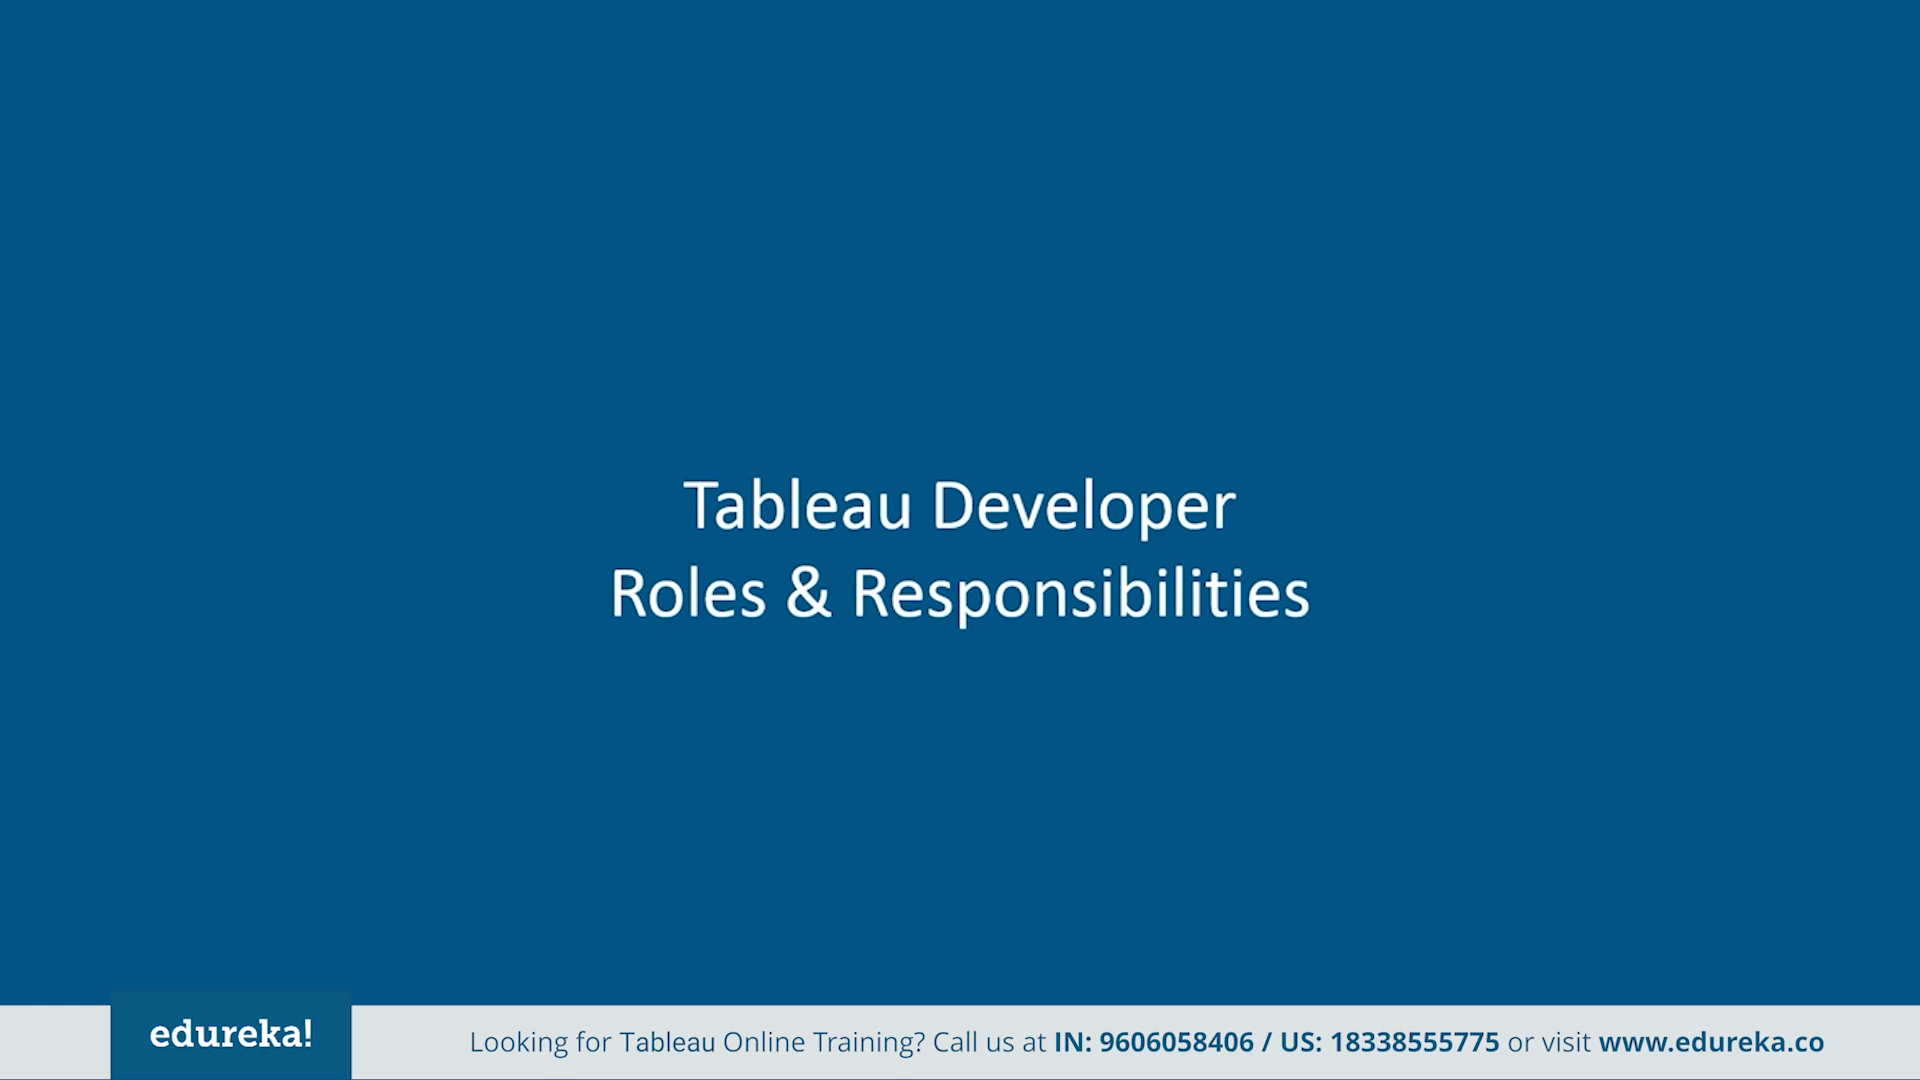 Tableau Developer
Roles & Responsibilities
edureka!
Looking for Tableau Online Training? Call us at IN: 9606058406 / US: 18338555775 or visit www.edureka.co